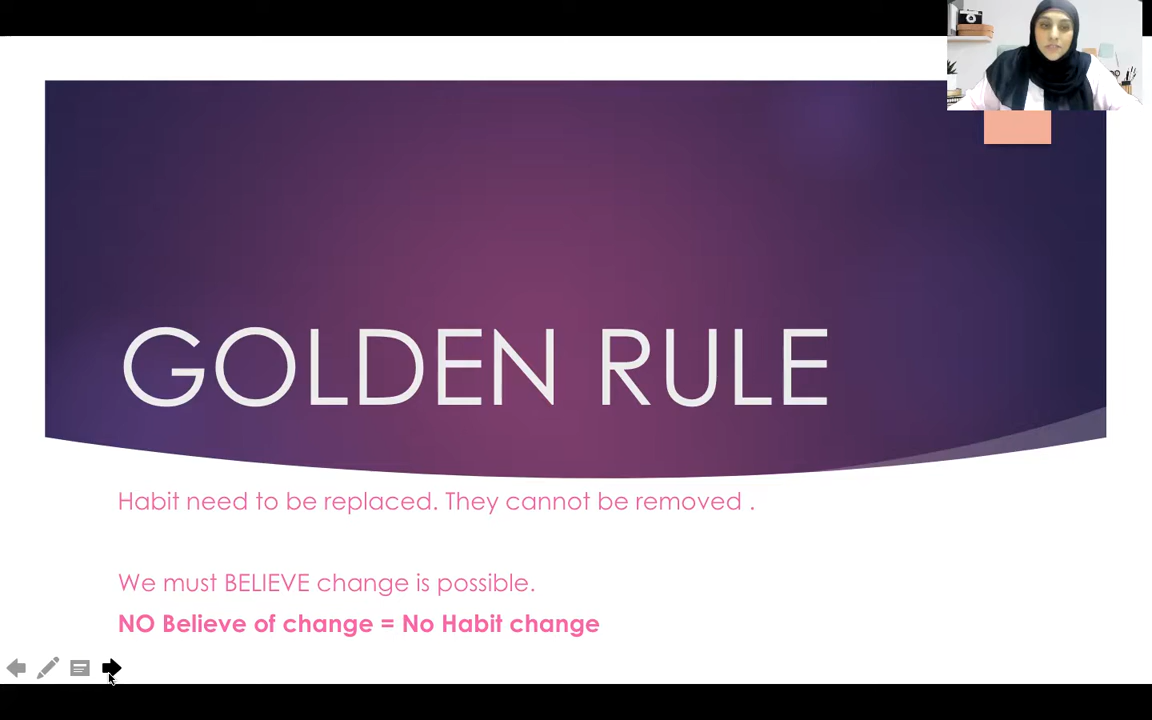 GOLDEN RULE
Habit need to be replaced. They cannot be removed .
We must BELIEVE change is possible.
NO Believe of change = No Habit change